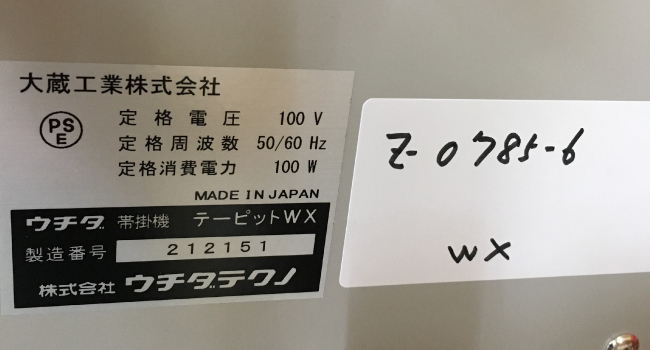 大蔵工業株式会社
PS
E
定格電圧 100 V
定格周波数 50/60 Hz
定格消費電力 100 W
MADE IN JAPAN
ウチダ 帯掛機 テーピットWX
製造番号 212151
株式会社 ウチダテクノ
Z-0785-6
WX